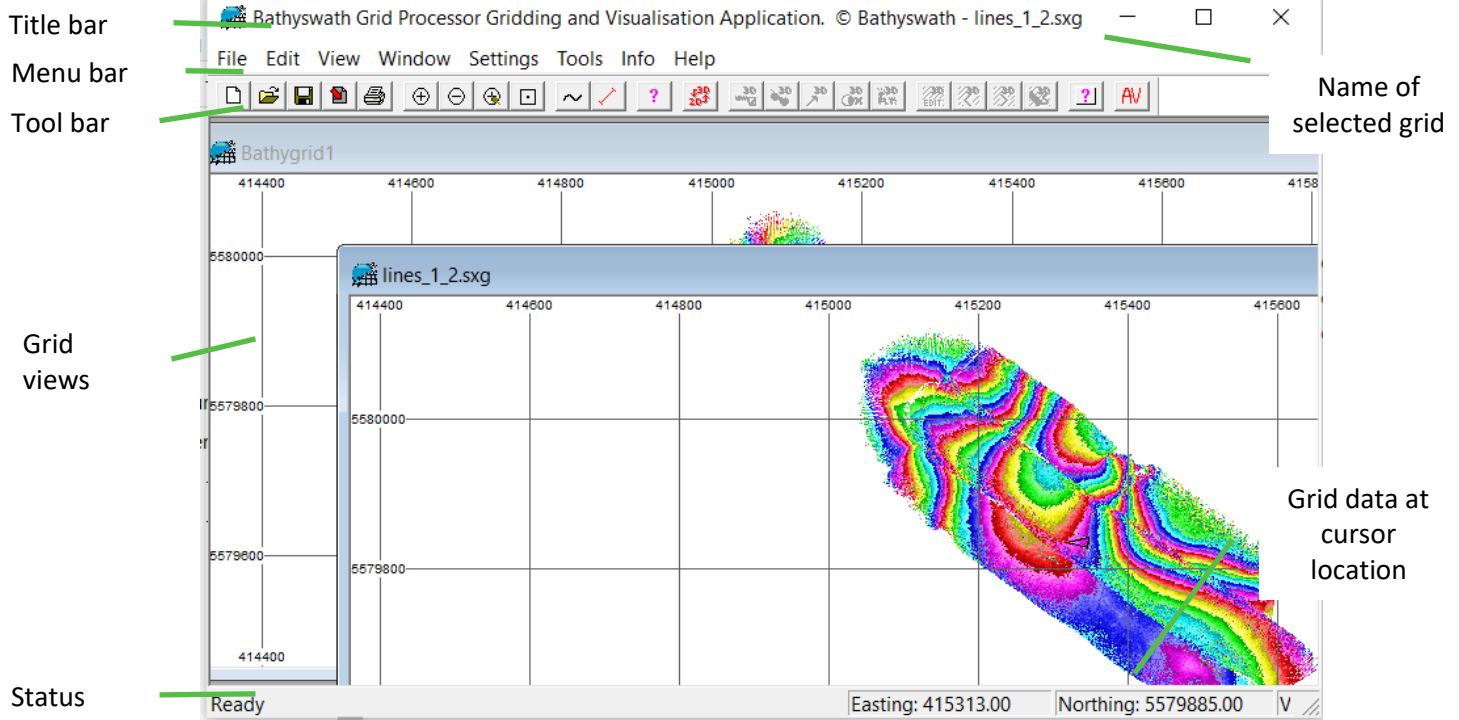 Title bar
Bathyswath Grid Processor Gridding and Visualisation Application. © Bathyswath - lines_1_2.sxg
Menu bar
File Edit View Window Settings Tools Info Help
Tool bar
Name of
selected grid
Bathygrid1
414400 414600 414800 415000 415200 415400 415600 4158
5580000
lines_1_2.sxg
414400 414600 414800 415000 415200 415400 415600
Grid
views
5579800
5580000
Grid data at
cursor
location
5579600
5579800
414400
Status
Ready
Easting: 415313.00 Northing: 5579885.00 V